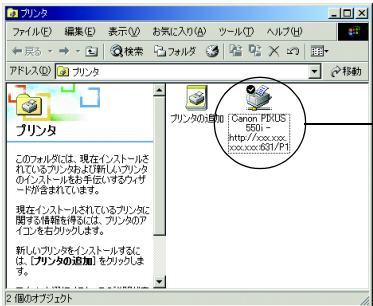 プリンタ
ファイル(F) 編集(E) 表示(V) お気に入り(A) ツール(T) ヘルプ(H)
戻る 検索 フォルダ
アドレス(D) プリンタ 移動
プリンタ
このフォルダには、現在インストールさ
れているプリンタおよび新しいプリンタ
のインストールをお手伝いするウィザ
ードが含まれています。
現在インストールされているプリンタに
関する情報を得るには、プリンタのア
イコンを右クリックします。
新しいプリンタをインストールするに
は、[プリンタの追加] をクリックしま
す。
プリンタの追加
Canon PIXUS
550i -
http://xxx.xxx.
xxx.xxx:631/P1
2 個のオブジェクト